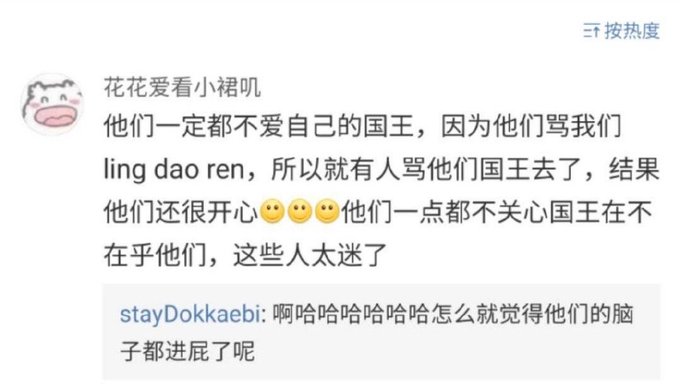 按热度
花花爱看小裙叽
他们一定都不爱自己的国王，因为他们骂我们
ling dao ren，所以就有人骂他们国王去了，结果
他们还很开心🙂🙂🙂他们一点都不关心国王在不
在乎他们，这些人太迷了
stayDokkaebi: 啊哈哈哈哈哈哈怎么就觉得他们的脑
子都进屁了呢